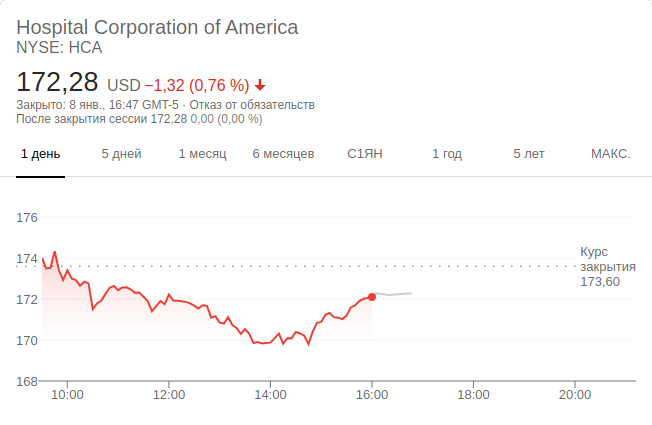 Hospital Corporation of America
NYSE: HCA
172,28 USD −1,32 (0,76 %)
Закрыто: 8 янв., 16:47 GMT-5 · Отказ от обязательств
После закрытия сессии 172,28 0,00 (0,00 %)
1 день 5 дней 1 месяц 6 месяцев С1ЯН 1 год 5 лет МАКС.
176
174
172
170
168
Курс
закрытия
173,60
10:00 12:00 14:00 16:00 18:00 20:00